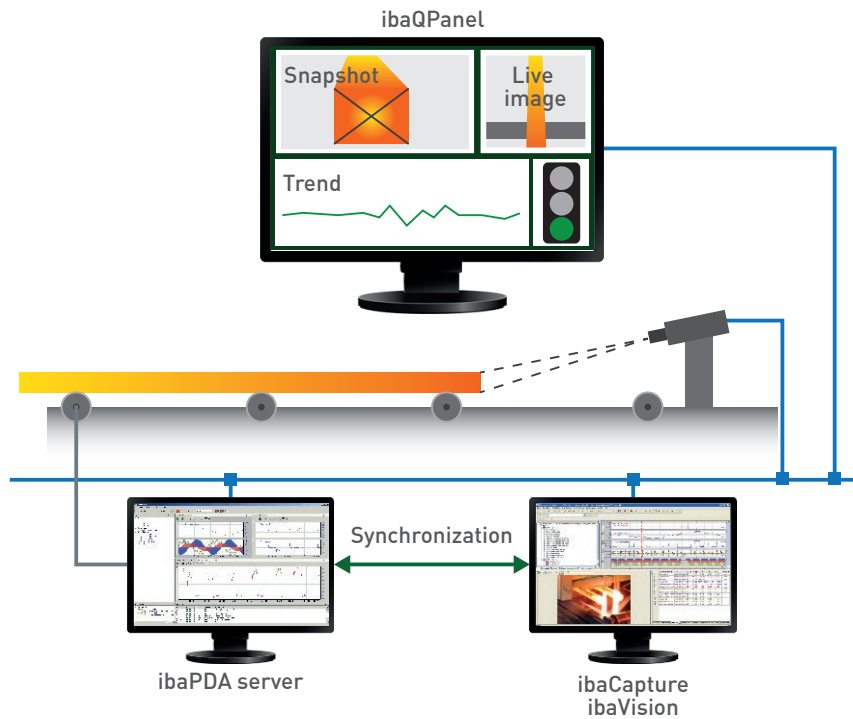 ibaQPanel
Snapshot
Live
image
Trend
Synchronization
ibaPDA server
ibaCapture
ibaVision